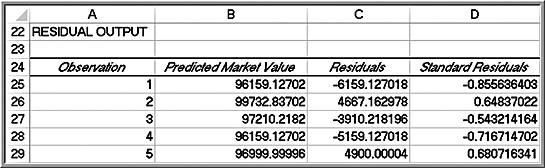 A B C D
22 RESIDUAL OUTPUT
23
24 Observation Predicted Market Value Residuals Standard Residuals
25 1 96159.12702 -6159.127018 -0.855636403
26 2 99732.83702 4667.162978 0.64837022
27 3 97210.2182 -3910.218196 -0.543214164
28 4 96159.12702 -5159.127018 -0.716714702
29 5 96999.99996 4900.00004 0.680716341